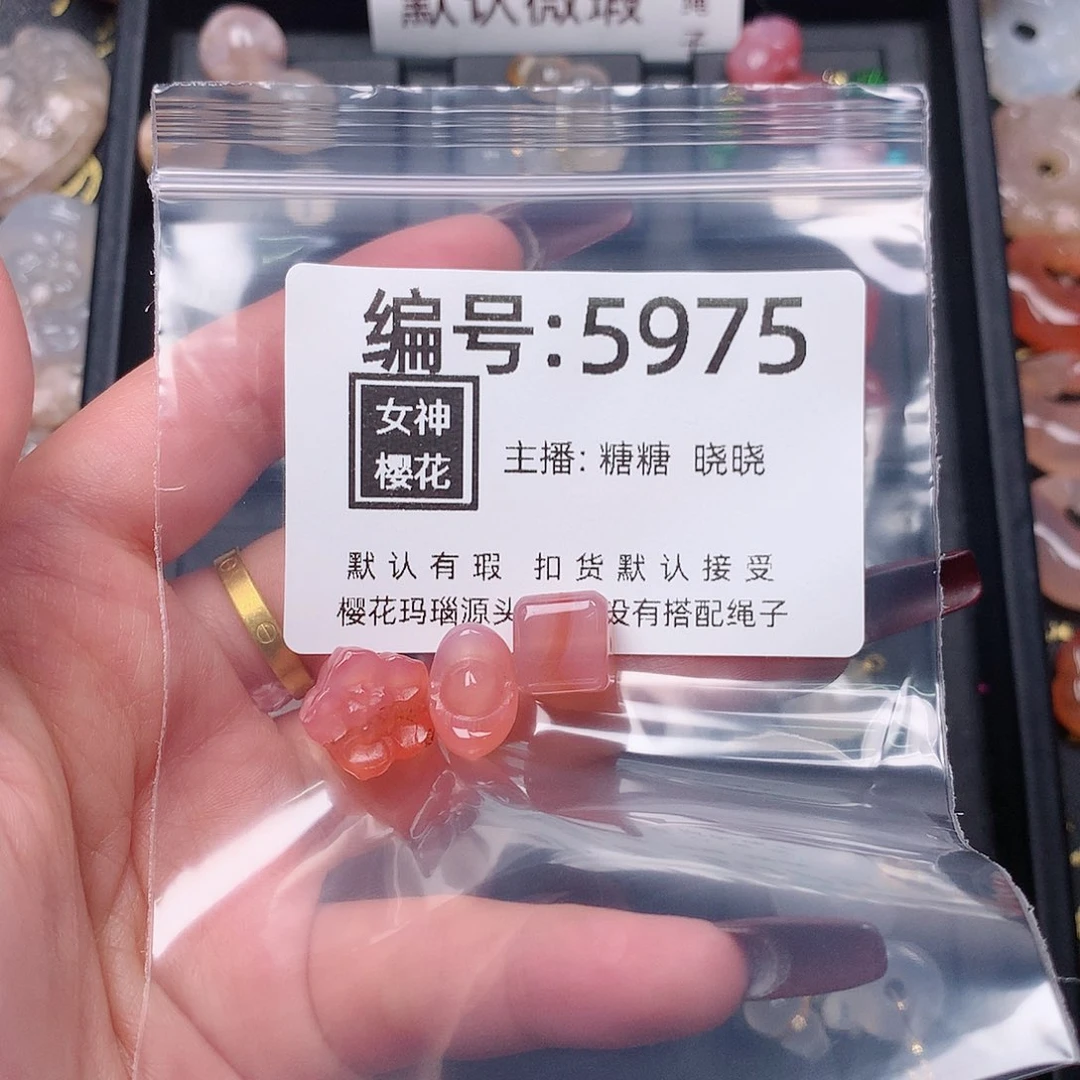 默认微瑕
绳子
编号:5975
女神
樱花
主播: 糖糖 晓晓
默认有瑕 扣货默认接受
樱花玛瑙源头 没有搭配绳子